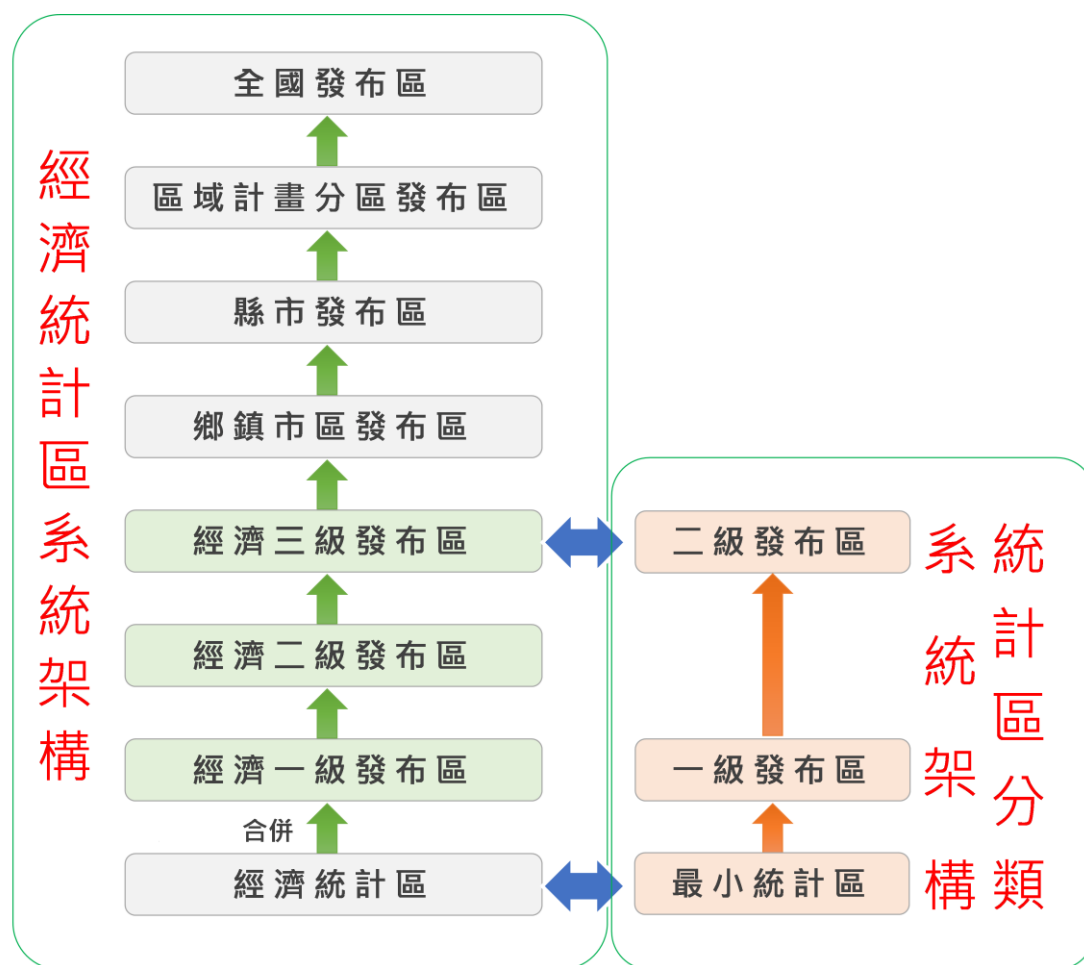 經濟統計區系統架構
全國發布區
區域計畫分區發布區
縣市發布區
鄉鎮市區發布區
經濟三級發布區
經濟二級發布區
經濟一級發布區
合併
經濟統計區
二級發布區
一級發布區
最小統計區
統計區分類
系統架構